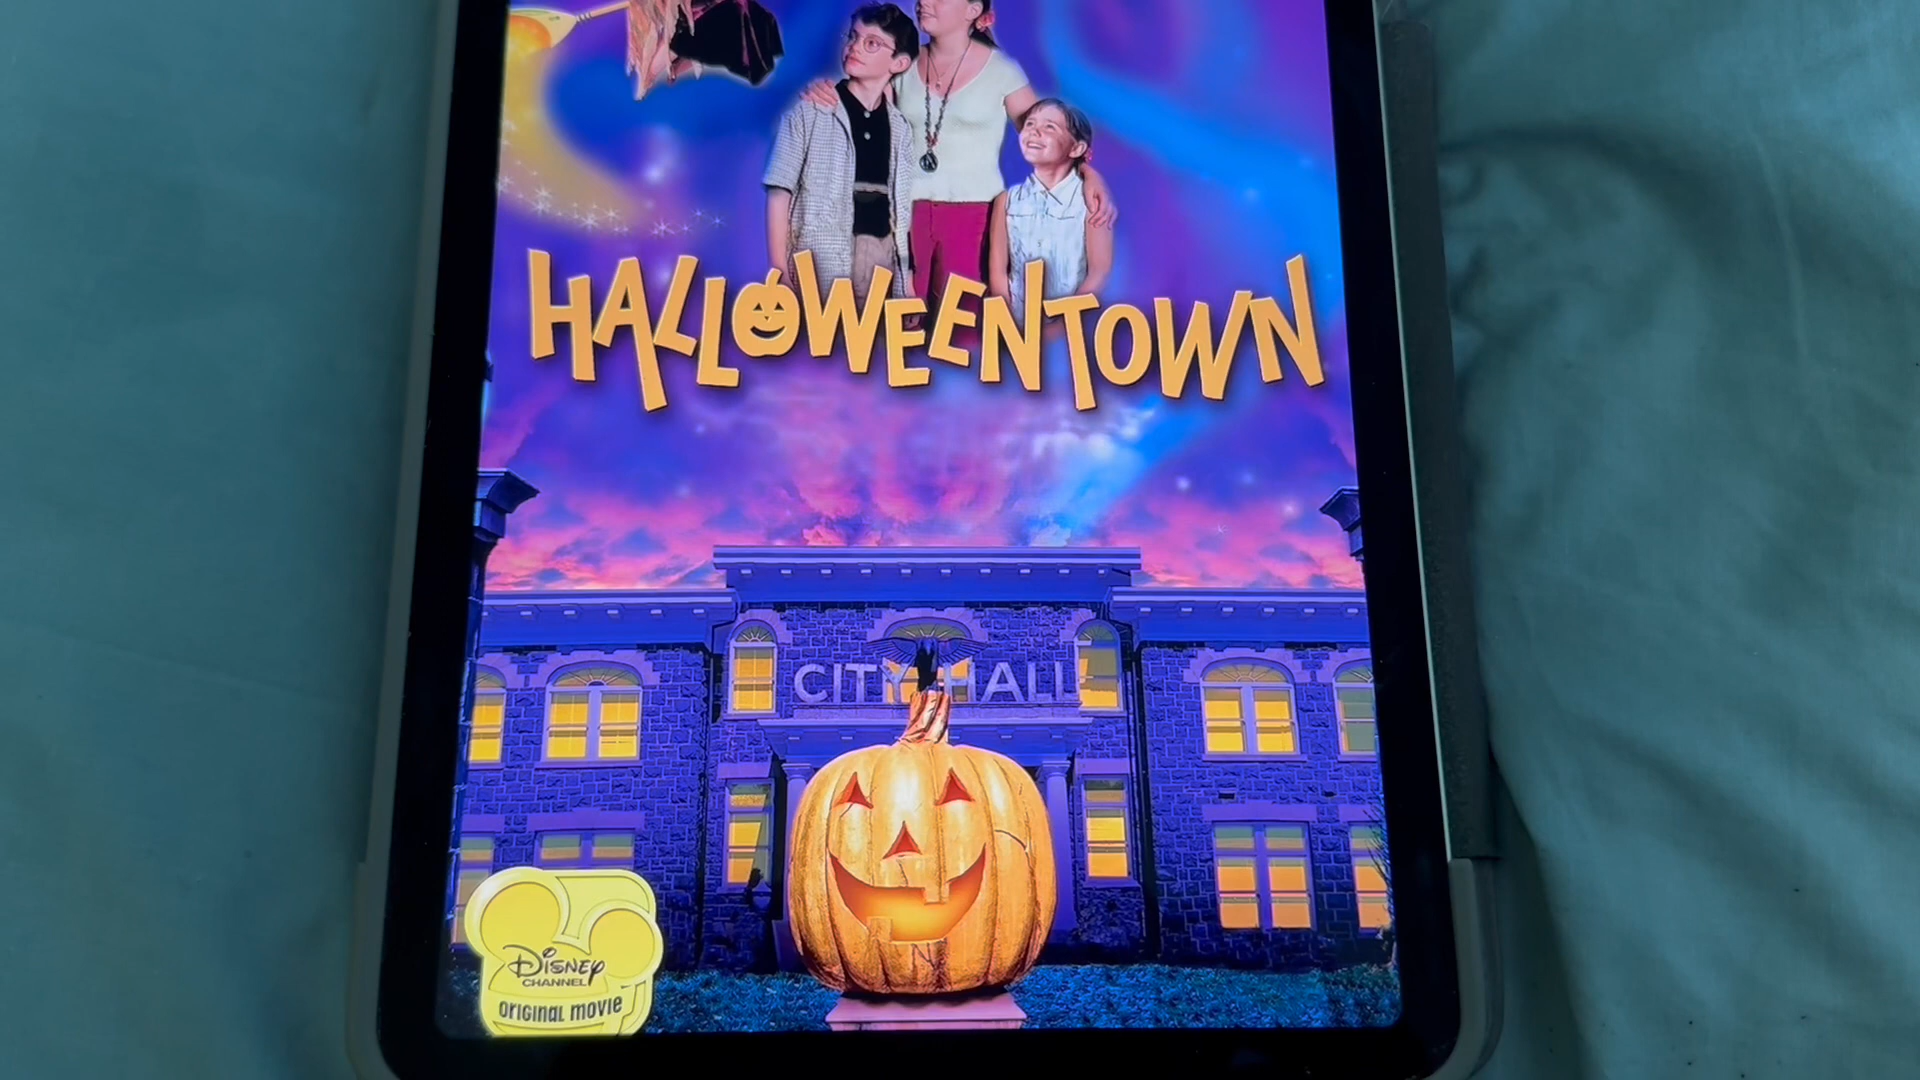 HALLOWEENTOWN
CITY HALL
DISNEY
CHANNEL
ORIGINAL MOVIE